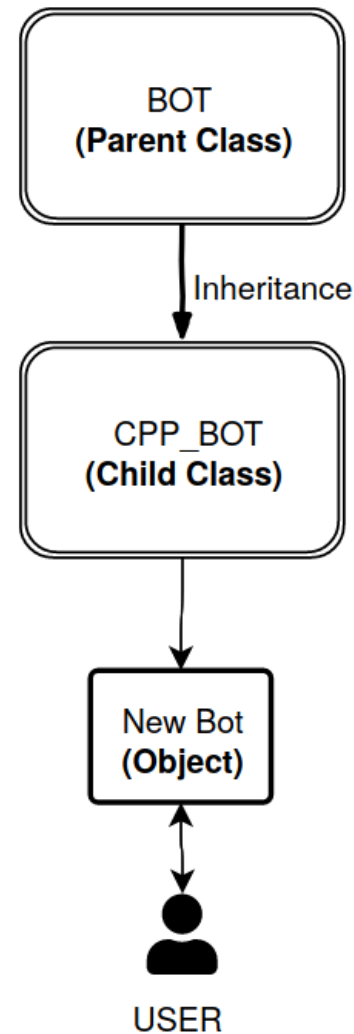 BOT
(Parent Class)
Inheritance
CPP_BOT
(Child Class)
New Bot
(Object)
USER